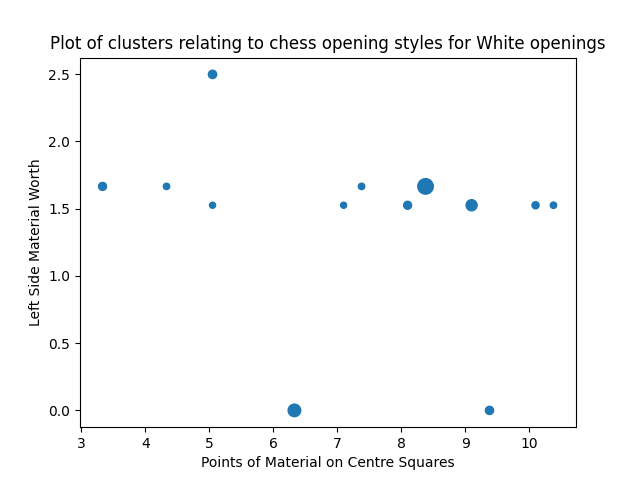 Plot of clusters relating to chess opening styles for White openings
2.5
2.0
1.5
1.0
0.5
0.0
Left Side Material Worth
3 4 5 6 7 8 9 10
Points of Material on Centre Squares